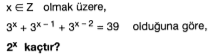 x ∈ Z olmak üzere,
3ˣ + 3ˣ⁻¹ + 3ˣ⁻² = 39 olduğuna göre,
2ˣ kaçtır?